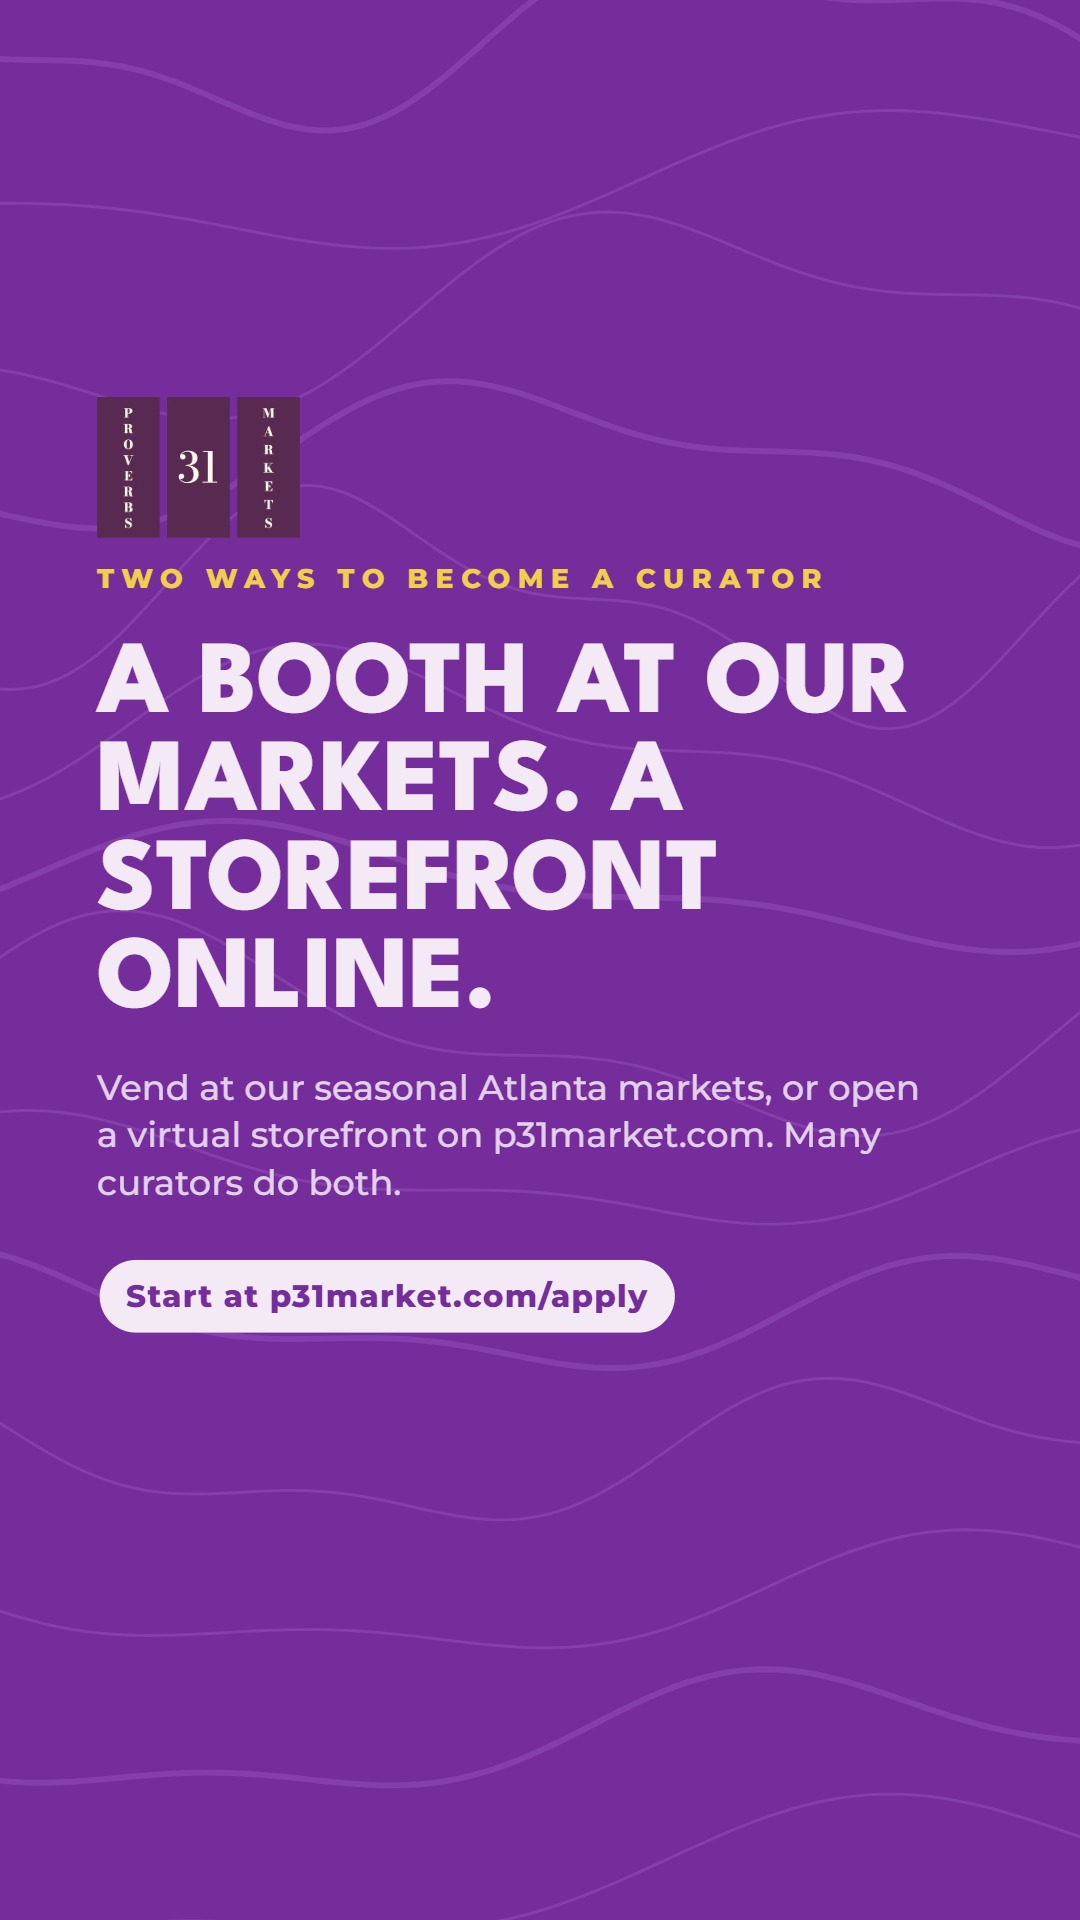 PROVERBS
31
MARKETS
TWO WAYS TO BECOME A CURATOR
A BOOTH AT OUR
MARKETS. A
STOREFRONT
ONLINE.
Vend at our seasonal Atlanta markets, or open
a virtual storefront on p31market.com. Many
curators do both.
Start at p31market.com/apply